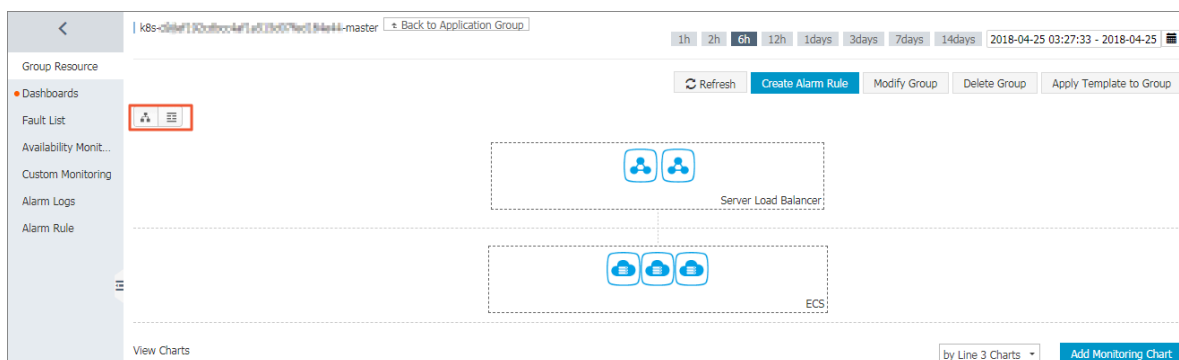 k8s- -master Back to Application Group
1h 2h 6h 12h 1days 3days 7days 14days 2018-04-25 03:27:33 - 2018-04-25
Group Resource
Dashboards
Fault List
Availability Monit...
Custom Monitoring
Alarm Logs
Alarm Rule
Refresh Create Alarm Rule Modify Group Delete Group Apply Template to Group
Server Load Balancer
ECS
View Charts
by Line 3 Charts Add Monitoring Chart